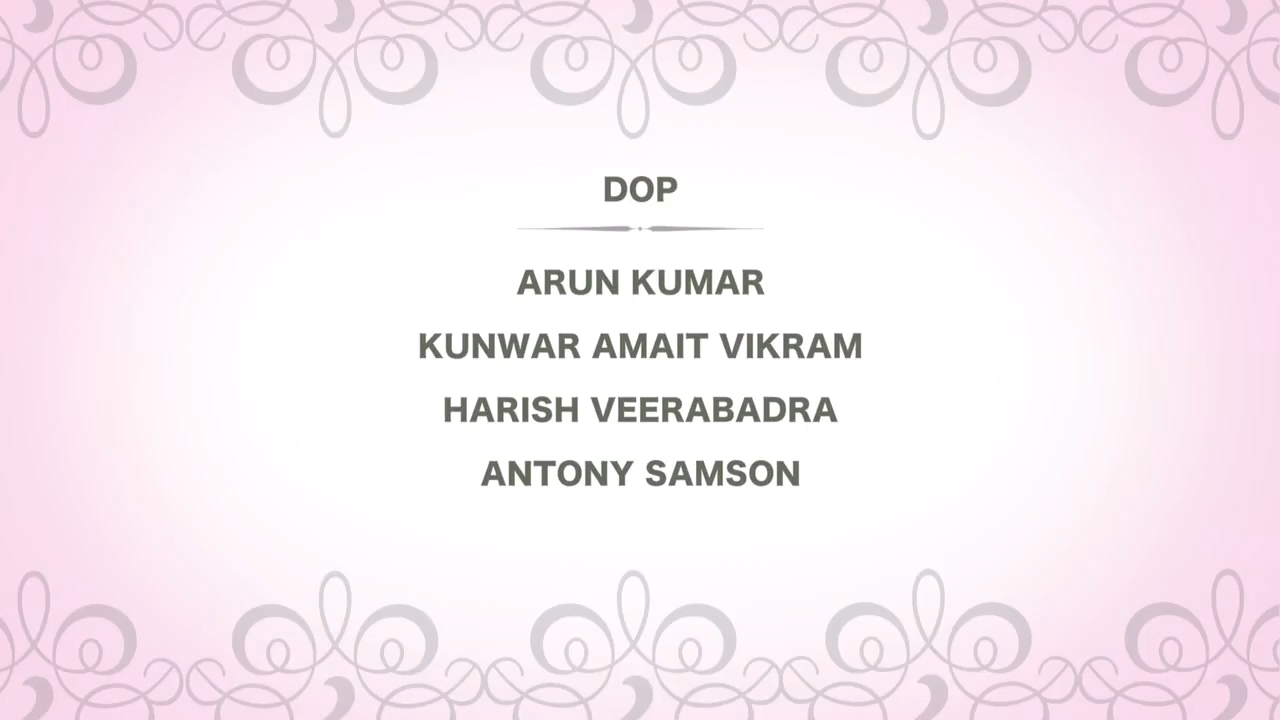 DOP
ARUN KUMAR
KUNWAR AMAIT VIKRAM
HARISH VEERABADRA
ANTONY SAMSON